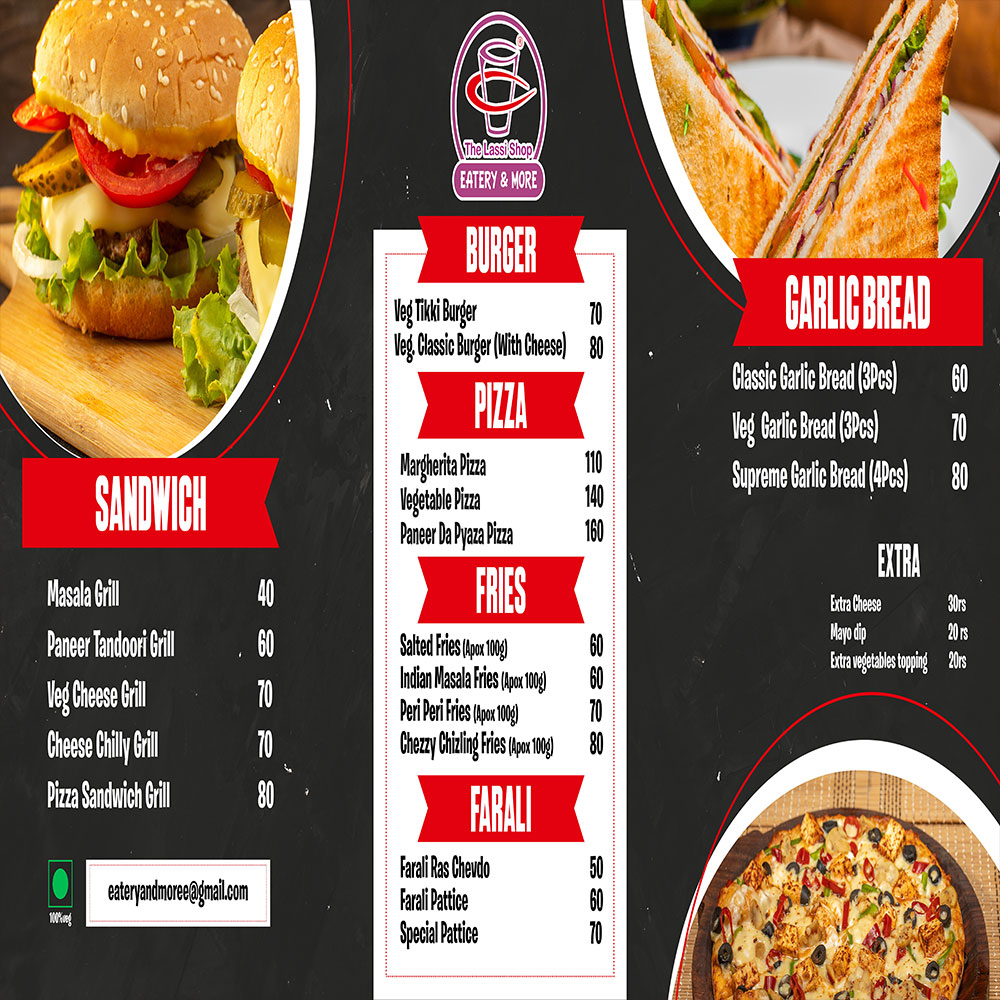 The Lassi Shop
EATERY & MORE
SANDWICH
Masala Grill 40
Paneer Tandoori Grill 60
Veg Cheese Grill 70
Cheese Chilly Grill 70
Pizza Sandwich Grill 80
100% veg
eateryandmoree@gmail.com
BURGER
Veg Tikki Burger 70
Veg. Classic Burger (With Cheese) 80
PIZZA
Margherita Pizza 110
Vegetable Pizza 140
Paneer Da Pyaza Pizza 160
FRIES
Salted Fries (Apox 100g) 60
Indian Masala Fries (Apox 100g) 60
Peri Peri Fries (Apox 100g) 70
Chezzy Chizling Fries (Apox 100g) 80
FARALI
Farali Ras Chevdo 50
Farali Pattice 60
Special Pattice 70
GARLIC BREAD
Classic Garlic Bread (3Pcs) 60
Veg Garlic Bread (3Pcs) 70
Supreme Garlic Bread (4Pcs) 80
EXTRA
Extra Cheese 30rs
Mayo dip 20 rs
Extra vegetables topping 20rs